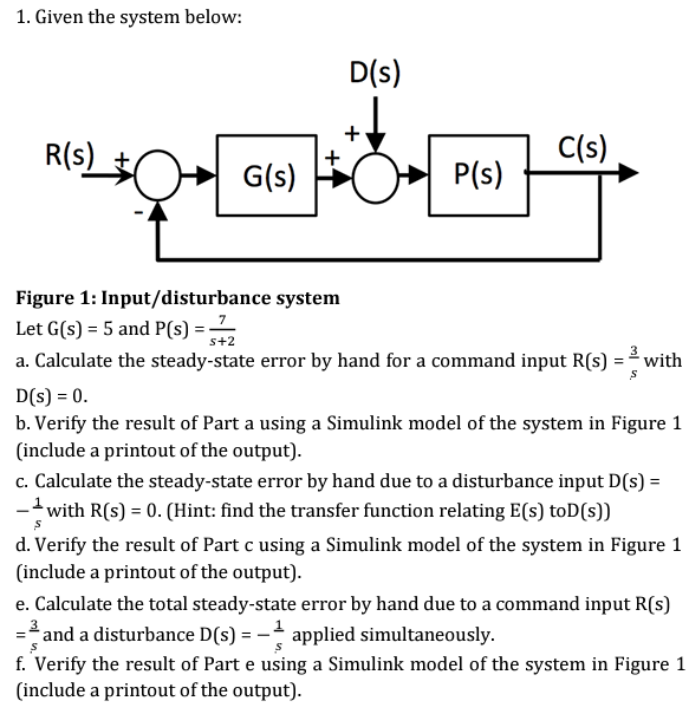 1. Given the system below:
D(s)
R(s) + - G(s) + + P(s) C(s)
Figure 1: Input/disturbance system
Let G(s) = 5 and P(s) = 7/(s+2)
a. Calculate the steady-state error by hand for a command input R(s) = 3/s with
D(s) = 0.
b. Verify the result of Part a using a Simulink model of the system in Figure 1
(include a printout of the output).
c. Calculate the steady-state error by hand due to a disturbance input D(s) =
−1/s with R(s) = 0. (Hint: find the transfer function relating E(s) toD(s))
d. Verify the result of Part c using a Simulink model of the system in Figure 1
(include a printout of the output).
e. Calculate the total steady-state error by hand due to a command input R(s)
=3/s and a disturbance D(s) = −1/s applied simultaneously.
f. Verify the result of Part e using a Simulink model of the system in Figure 1
(include a printout of the output).